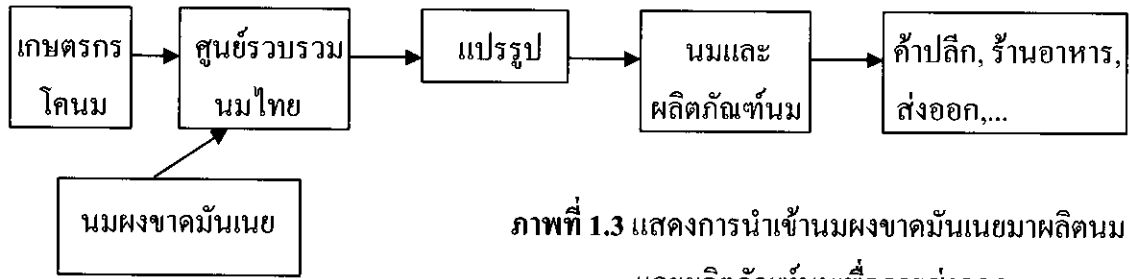 เกษตรกร
โคนม
ศูนย์รวบรวม
นมไทย
แปรรูป
นมและ
ผลิตภัณฑ์นม
ค้าปลีก, ร้านอาหาร,
ส่งออก,...
นมผงขาดมันเนย
ภาพที่ 1.3 แสดงการนำเข้านมผงขาดมันเนยมาผลิตนม